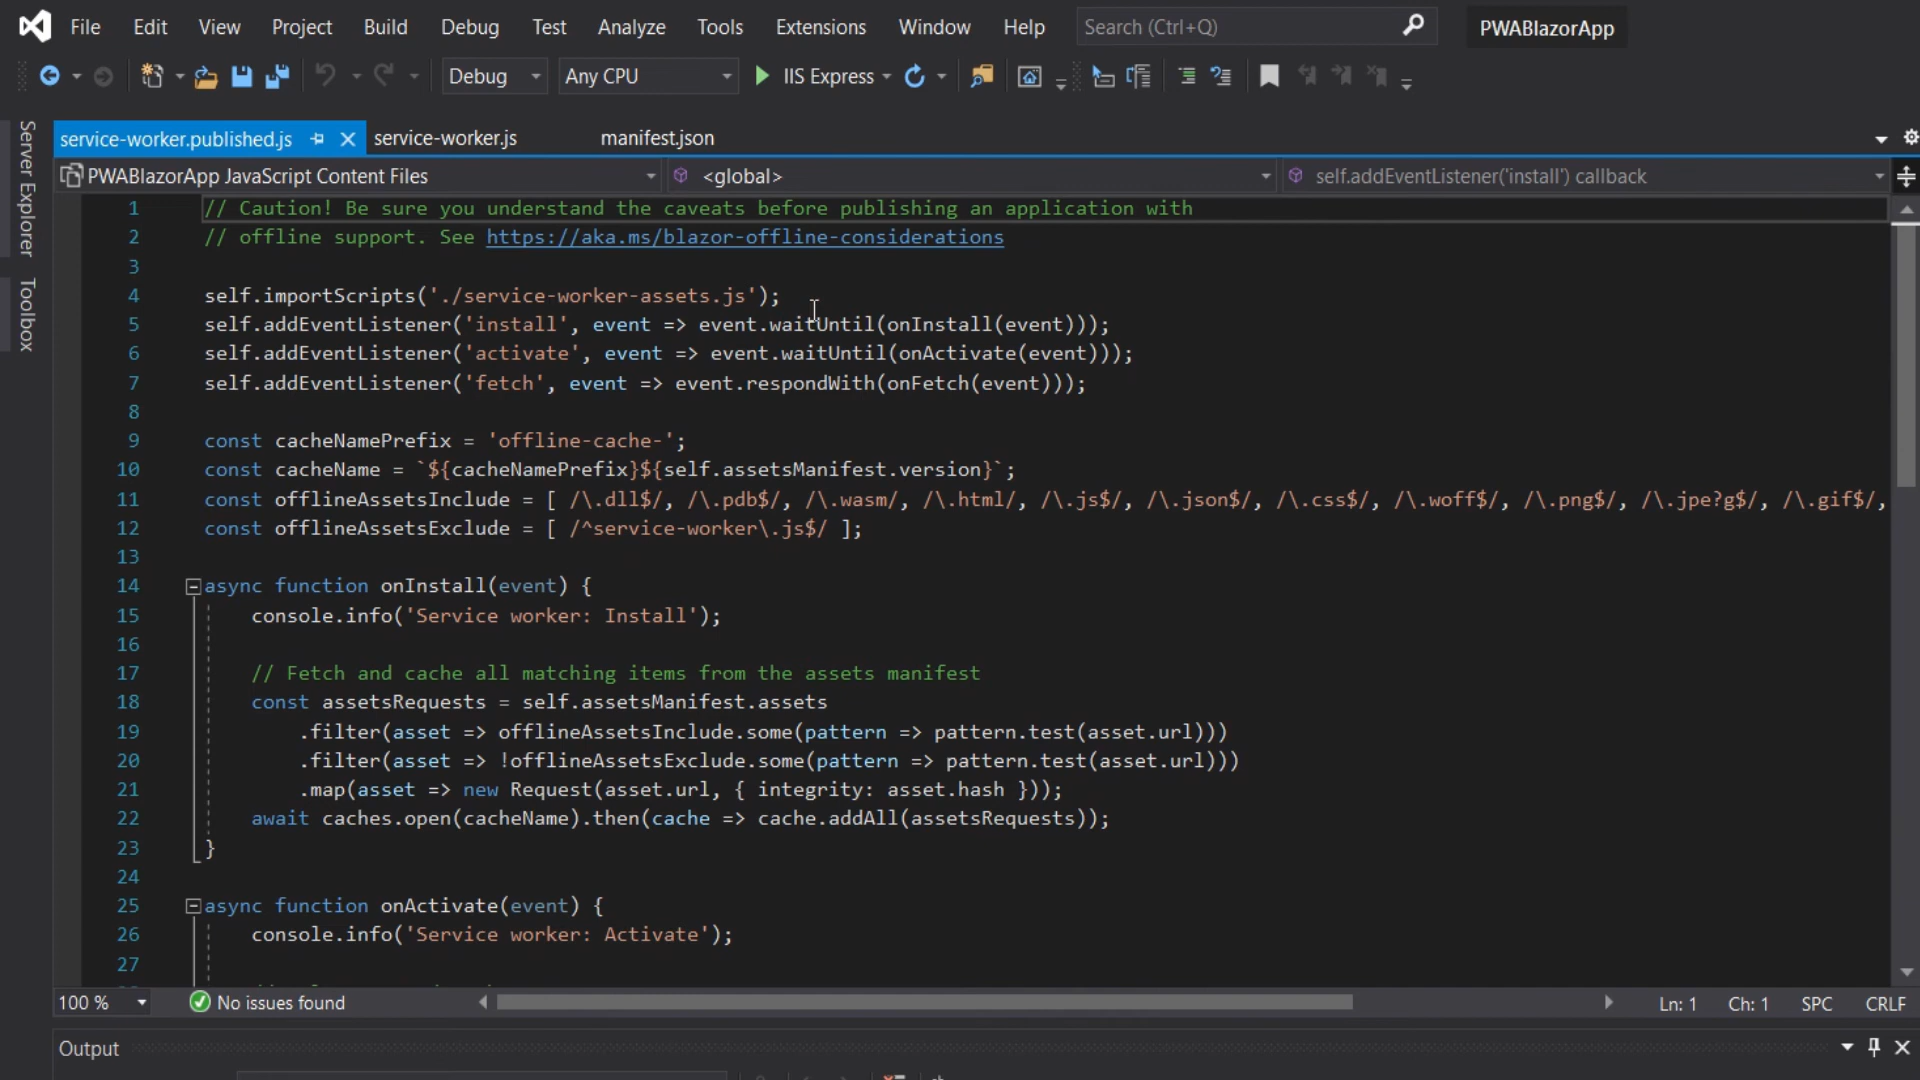 File Edit View Project Build Debug Test Analyze Tools Extensions Window Help Search (Ctrl+Q) PWABlazorApp
Debug Any CPU IIS Express
Server Explorer
Toolbox
service-worker.published.js service-worker.js manifest.json
PWABlazorApp JavaScript Content Files <global> self.addEventListener('install') callback
1 // Caution! Be sure you understand the caveats before publishing an application with
2 // offline support. See https://aka.ms/blazor-offline-considerations
3
4 self.importScripts('./service-worker-assets.js');
5 self.addEventListener('install', event => event.waitUntil(onInstall(event)));
6 self.addEventListener('activate', event => event.waitUntil(onActivate(event)));
7 self.addEventListener('fetch', event => event.respondWith(onFetch(event)));
8
9 const cacheNamePrefix = 'offline-cache-';
10 const cacheName = `${cacheNamePrefix}${self.assetsManifest.version}`;
11 const offlineAssetsInclude = [ /\.dll$/, /\.pdb$/, /\.wasm/, /\.html/, /\.js$/, /\.json$/, /\.css$/, /\.woff$/, /\.png$/, /\.jpe?g$/, /\.gif$/,
12 const offlineAssetsExclude = [ /^service-worker\.js$/ ];
13
14 async function onInstall(event) {
15 console.info('Service worker: Install');
16
17 // Fetch and cache all matching items from the assets manifest
18 const assetsRequests = self.assetsManifest.assets
19 .filter(asset => offlineAssetsInclude.some(pattern => pattern.test(asset.url)))
20 .filter(asset => !offlineAssetsExclude.some(pattern => pattern.test(asset.url)))
21 .map(asset => new Request(asset.url, { integrity: asset.hash }));
22 await caches.open(cacheName).then(cache => cache.addAll(assetsRequests));
23 }
24
25 async function onActivate(event) {
26 console.info('Service worker: Activate');
27
100 % No issues found Ln: 1 Ch: 1 SPC CRLF
Output